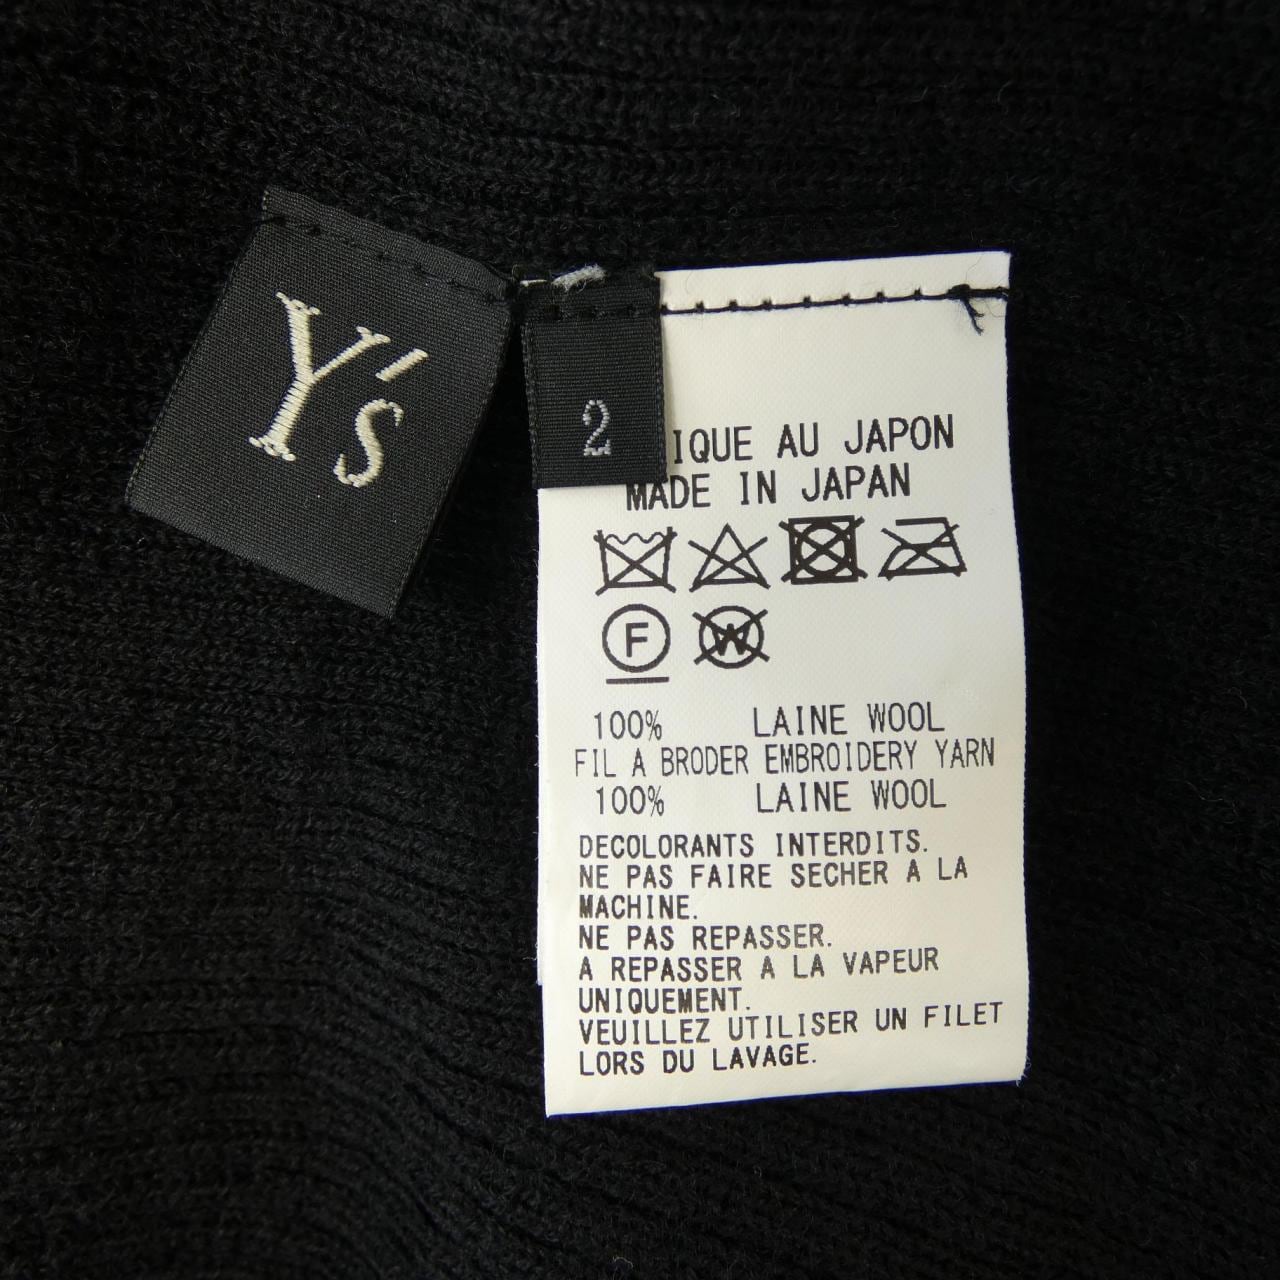 Y's
2
IQUE AU JAPON
MADE IN JAPAN
F
W
100% LAINE WOOL
FIL A BRODER EMBROIDERY YARN
100% LAINE WOOL
DECOLORANTS INTERDITS.
NE PAS FAIRE SECHER A LA
MACHINE.
NE PAS REPASSER.
A REPASSER A LA VAPEUR
UNIQUEMENT.
VEUILLEZ UTILISER UN FILET
LORS DU LAVAGE.